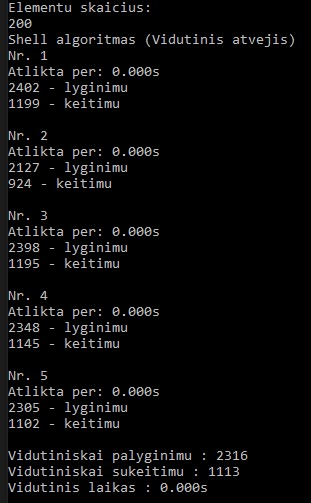 Elementu skaicius:
200
Shell algoritmas (Vidutinis atvejis)
Nr. 1
Atlikta per: 0.000s
2402 - lyginimu
1199 - keitimu
Nr. 2
Atlikta per: 0.000s
2127 - lyginimu
924 - keitimu
Nr. 3
Atlikta per: 0.000s
2398 - lyginimu
1195 - keitimu
Nr. 4
Atlikta per: 0.000s
2348 - lyginimu
1145 - keitimu
Nr. 5
Atlikta per: 0.000s
2305 - lyginimu
1102 - keitimu
Vidutiniskai palyginimu : 2316
Vidutiniskai sukeitimu : 1113
Vidutinis laikas : 0.000s